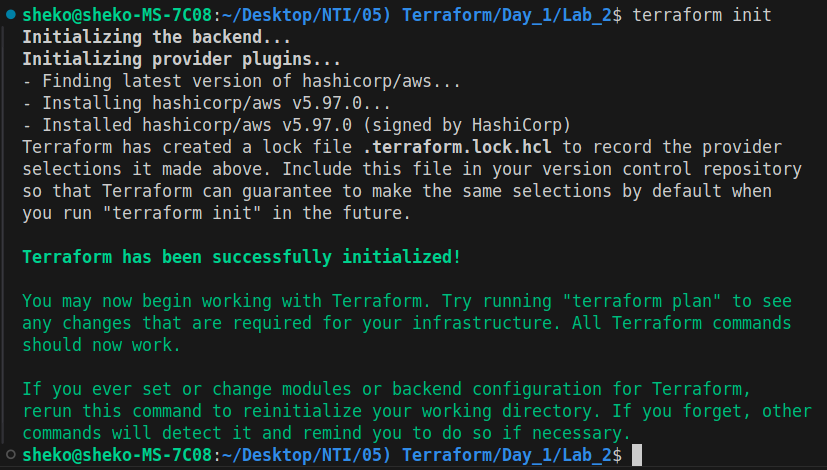 sheko@sheko-MS-7C08:~/Desktop/NTI/05) Terraform/Day_1/Lab_2$ terraform init
Initializing the backend...
Initializing provider plugins...
- Finding latest version of hashicorp/aws...
- Installing hashicorp/aws v5.97.0...
- Installed hashicorp/aws v5.97.0 (signed by HashiCorp)
Terraform has created a lock file .terraform.lock.hcl to record the provider
selections it made above. Include this file in your version control repository
so that Terraform can guarantee to make the same selections by default when
you run "terraform init" in the future.

Terraform has been successfully initialized!

You may now begin working with Terraform. Try running "terraform plan" to see
any changes that are required for your infrastructure. All Terraform commands
should now work.

If you ever set or change modules or backend configuration for Terraform,
rerun this command to reinitialize your working directory. If you forget, other
commands will detect it and remind you to do so if necessary.
sheko@sheko-MS-7C08:~/Desktop/NTI/05) Terraform/Day_1/Lab_2$